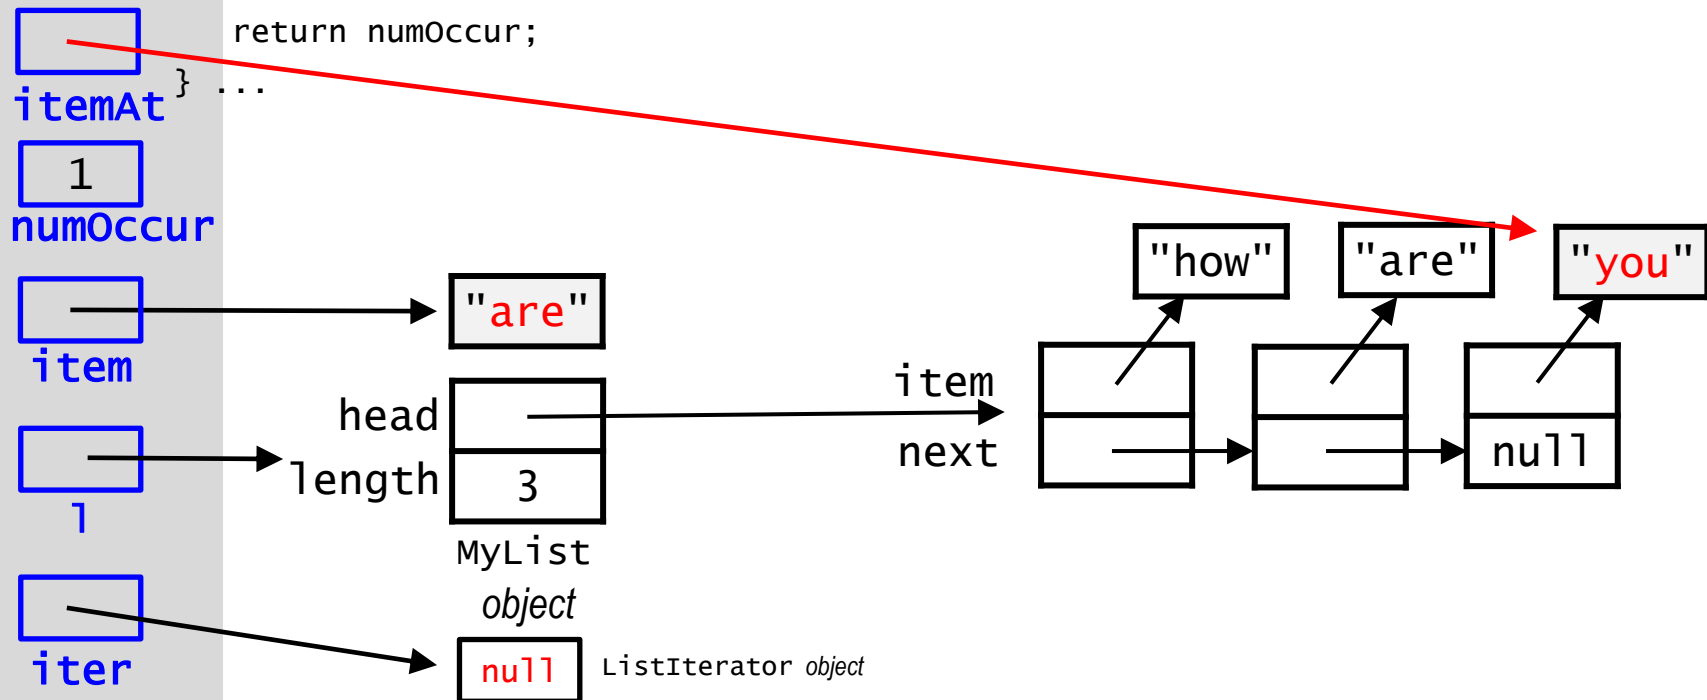 return numOccur;
} ...
itemAt
1
numOccur
"how" "are" "you"
"are"
item
item
head
next null
length 3
l
MyList
object
null ListIterator object
iter